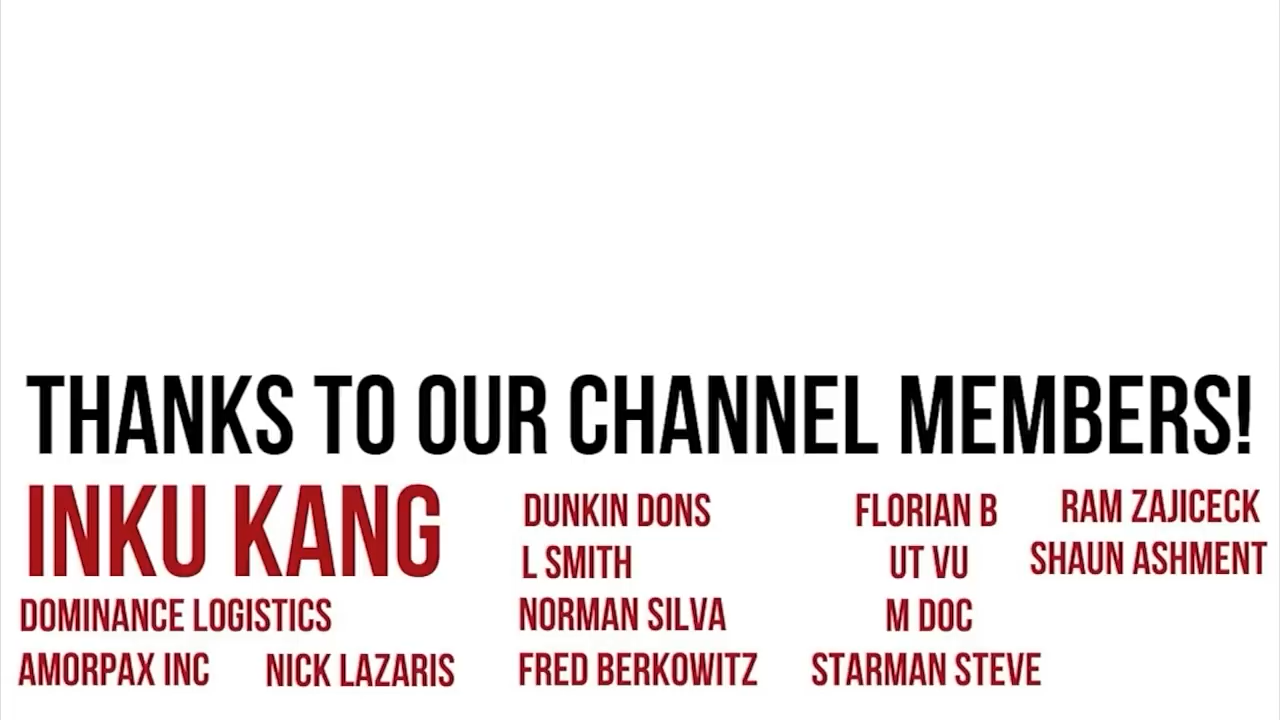 THANKS TO OUR CHANNEL MEMBERS!
INKU KANG
DOMINANCE LOGISTICS
AMORPAX INC
NICK LAZARIS
DUNKIN DONS
L SMITH
NORMAN SILVA
FRED BERKOWITZ
FLORIAN B
UT VU
M DOC
STARMAN STEVE
RAM ZAJICECK
SHAUN ASHMENT